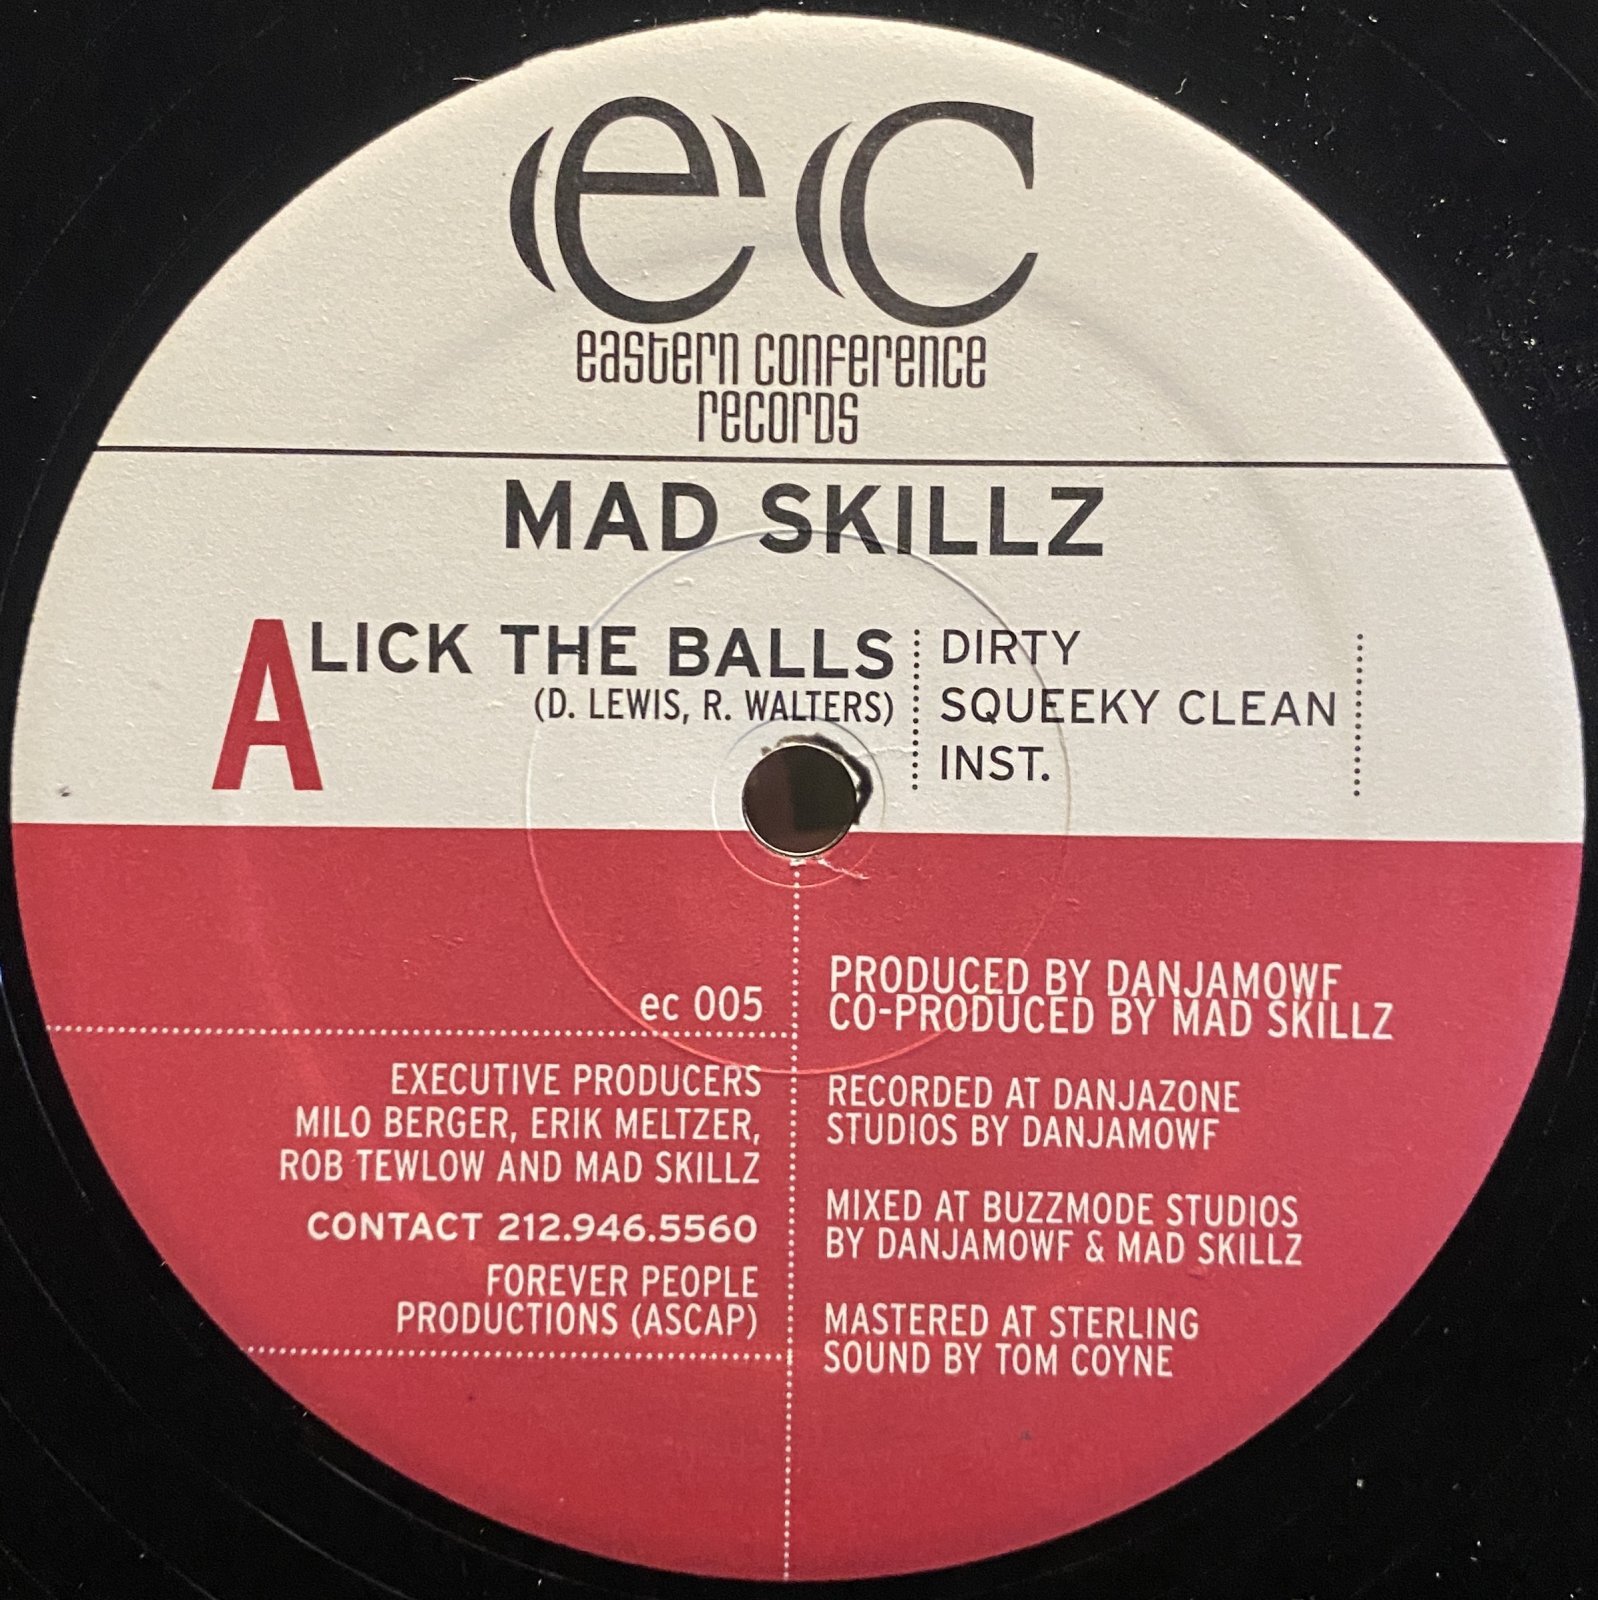 ec
eastern conference
records
MAD SKILLZ
A LICK THE BALLS
(D. LEWIS, R. WALTERS)
DIRTY
SQUEEKY CLEAN
INST.
ec 005
EXECUTIVE PRODUCERS
MILO BERGER, ERIK MELTZER,
ROB TEWLOW AND MAD SKILLZ
CONTACT 212.946.5560
FOREVER PEOPLE
PRODUCTIONS (ASCAP)
PRODUCED BY DANJAMOWF
CO-PRODUCED BY MAD SKILLZ
RECORDED AT DANJAZONE
STUDIOS BY DANJAMOWF
MIXED AT BUZZMODE STUDIOS
BY DANJAMOWF & MAD SKILLZ
MASTERED AT STERLING
SOUND BY TOM COYNE